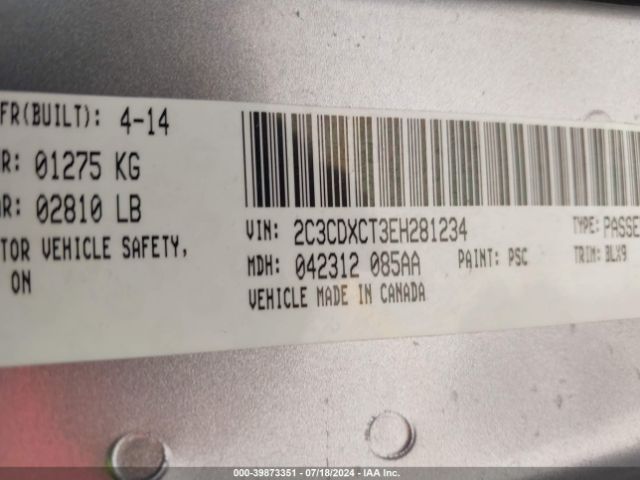 FR(BUILT): 4-14
R: 01275 KG
R: 02810 LB
TOR VEHICLE SAFETY,
ON
VIN: 2C3CDXCT3EH281234
TYPE: PASSE
MDH: 042312 085AA
PAINT: PSC
TRIM: BLX9
VEHICLE MADE IN CANADA
000-39873351 | 07/18/2024 - IAA Inc.